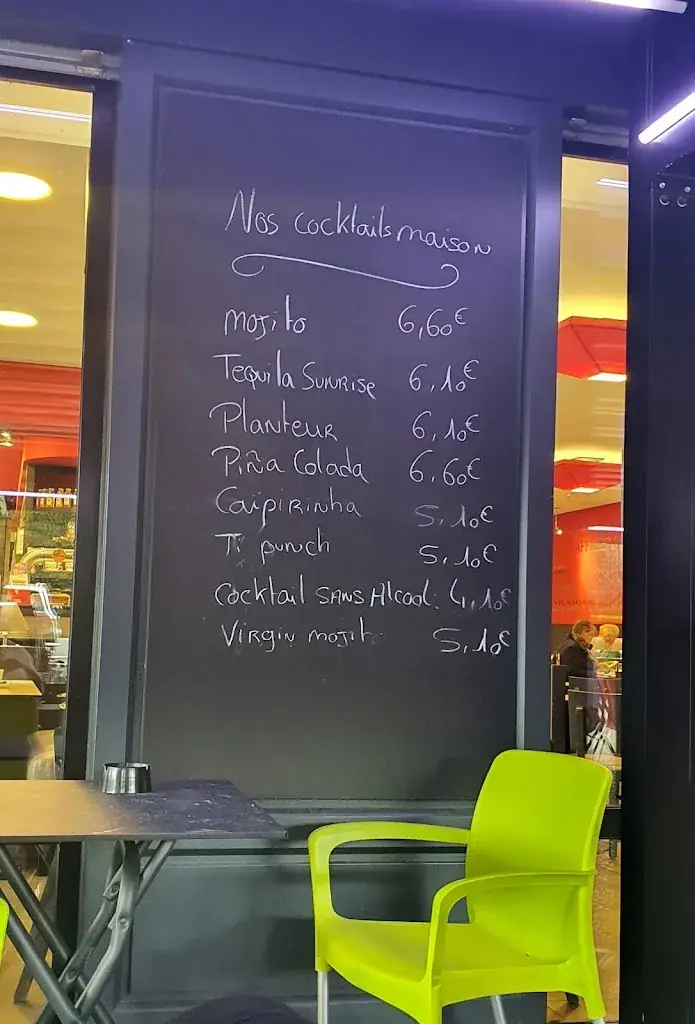 Nos cocktails maison
Mojito 6,60€
Tequila Sunrise 6,10€
Planteur 6,10€
Piña Colada 6,60€
Caïpirinha 5,10€
Ti punch 5,10€
Cocktail SANS Alcool: 4,10€
Virgin mojito 5,10€